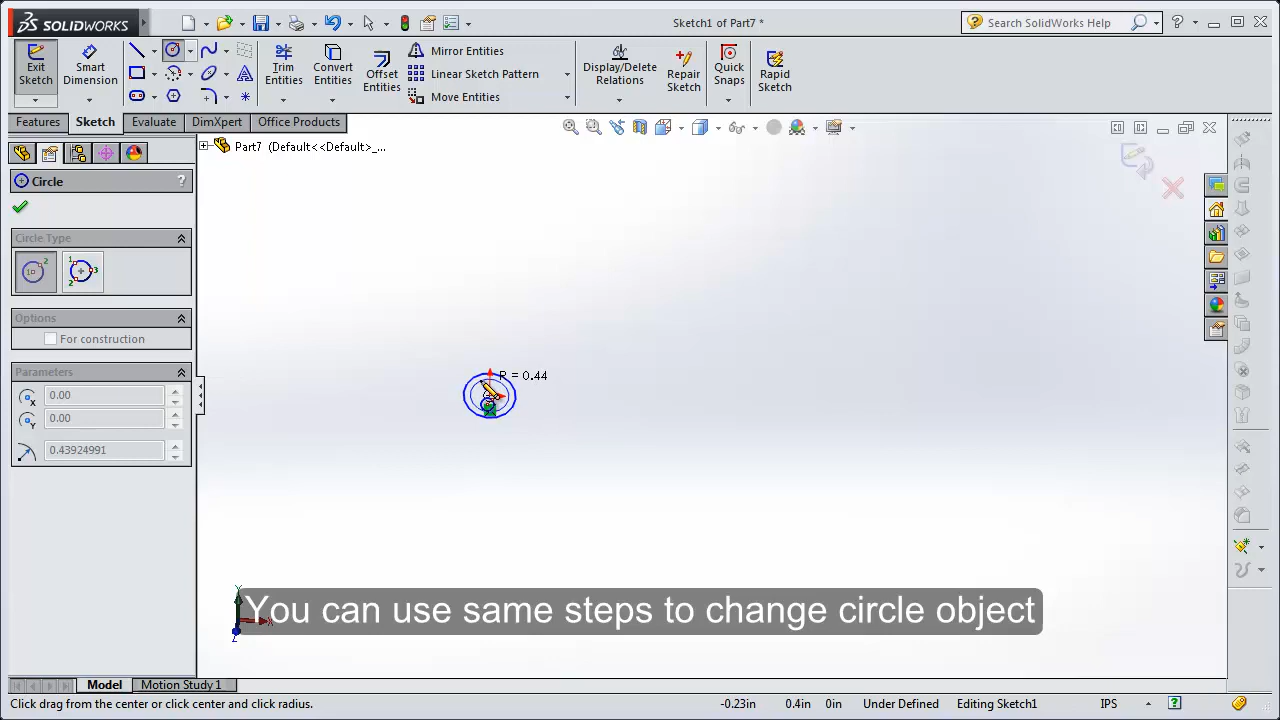 SOLIDWORKS
Sketch1 of Part7 *
Search SolidWorks Help
Exit Sketch
Smart Dimension
Trim Entities
Convert Entities
Offset Entities
Mirror Entities
Linear Sketch Pattern
Move Entities
Display/Delete Relations
Repair Sketch
Quick Snaps
Rapid Sketch
Features
Sketch
Evaluate
DimXpert
Office Products
Part7 (Default<<Default>_...
Circle
?
Circle Type
Options
For construction
Parameters
0.00
0.00
0.43924991
R = 0.44
You can use same steps to change circle object
Y
X
Z
Model
Motion Study 1
Click drag from the center or click center and click radius.
-0.23in
0.4in
0in
Under Defined
Editing Sketch1
IPS